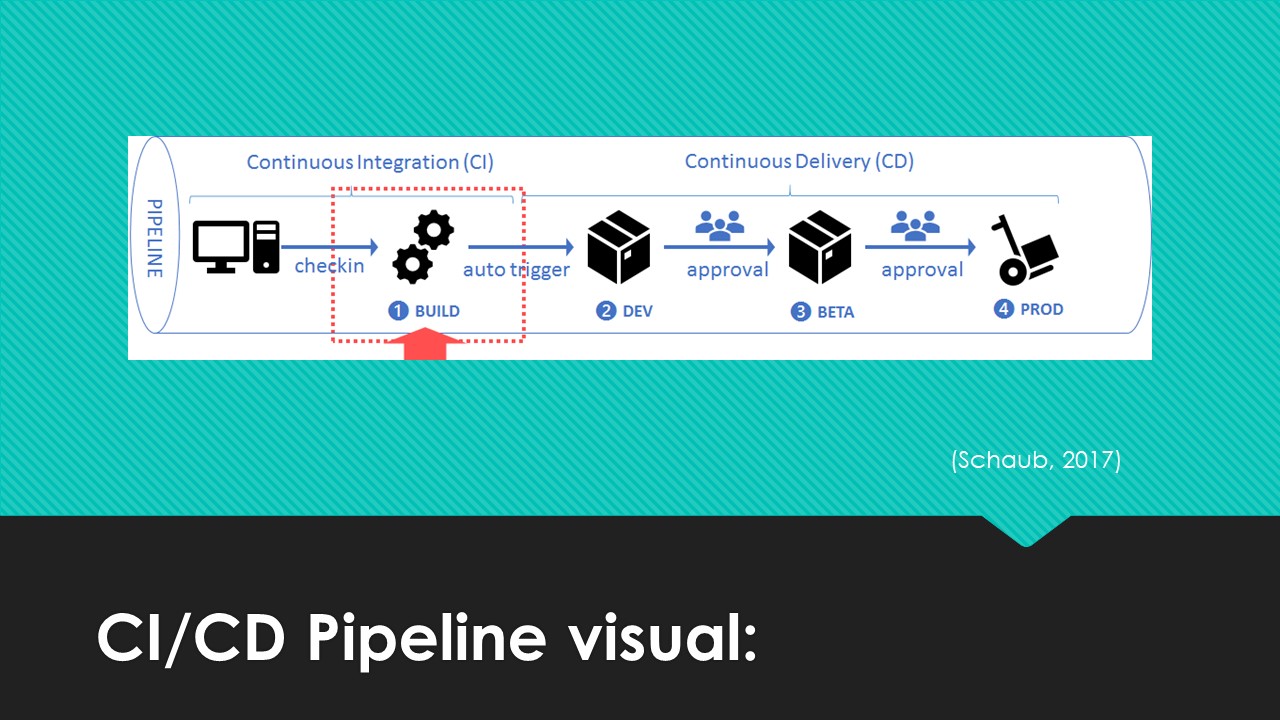 Continuous Integration (CI)
Continuous Delivery (CD)
PIPELINE
checkin
auto trigger
approval
approval
1 BUILD
2 DEV
3 BETA
4 PROD
(Schaub, 2017)
CI/CD Pipeline visual: